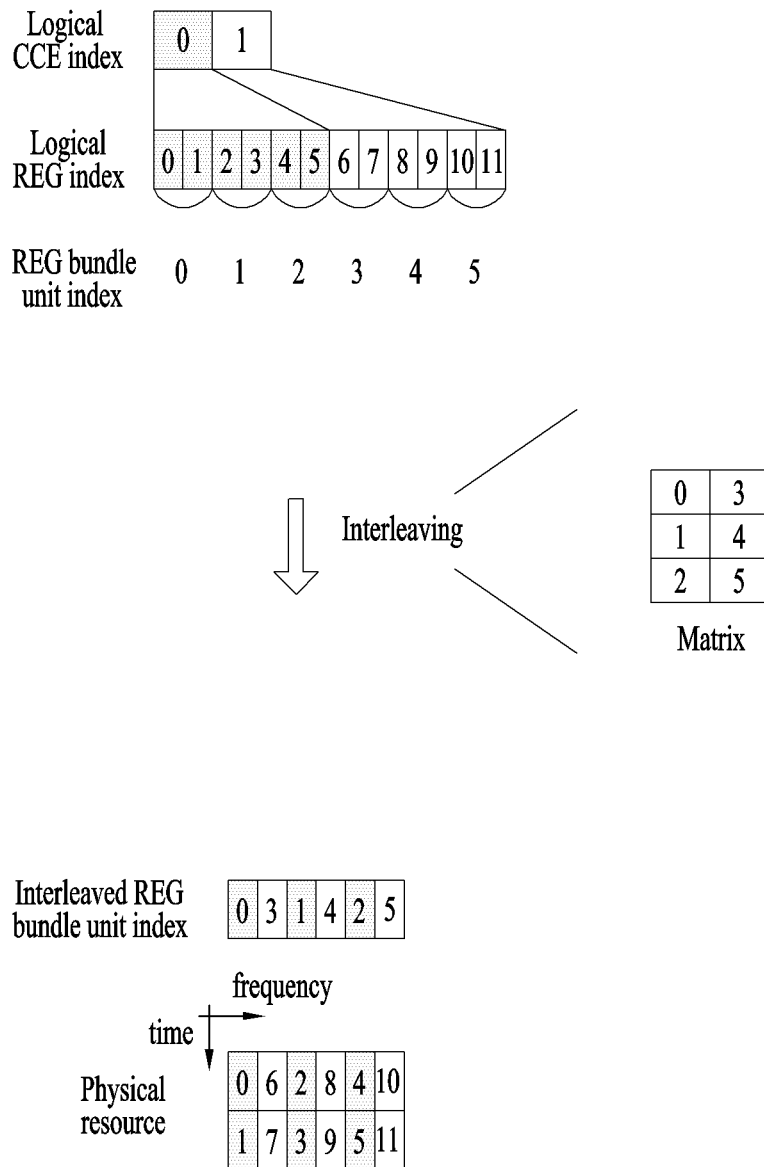 Logical
CCE index
0 1
Logical
REG index
0 1 2 3 4 5 6 7 8 9 10 11
REG bundle
unit index
0 1 2 3 4 5
Interleaving
0 3
1 4
2 5
Matrix
Interleaved REG
bundle unit index
0 3 1 4 2 5
frequency
time
Physical
resource
0 6 2 8 4 10
1 7 3 9 5 11